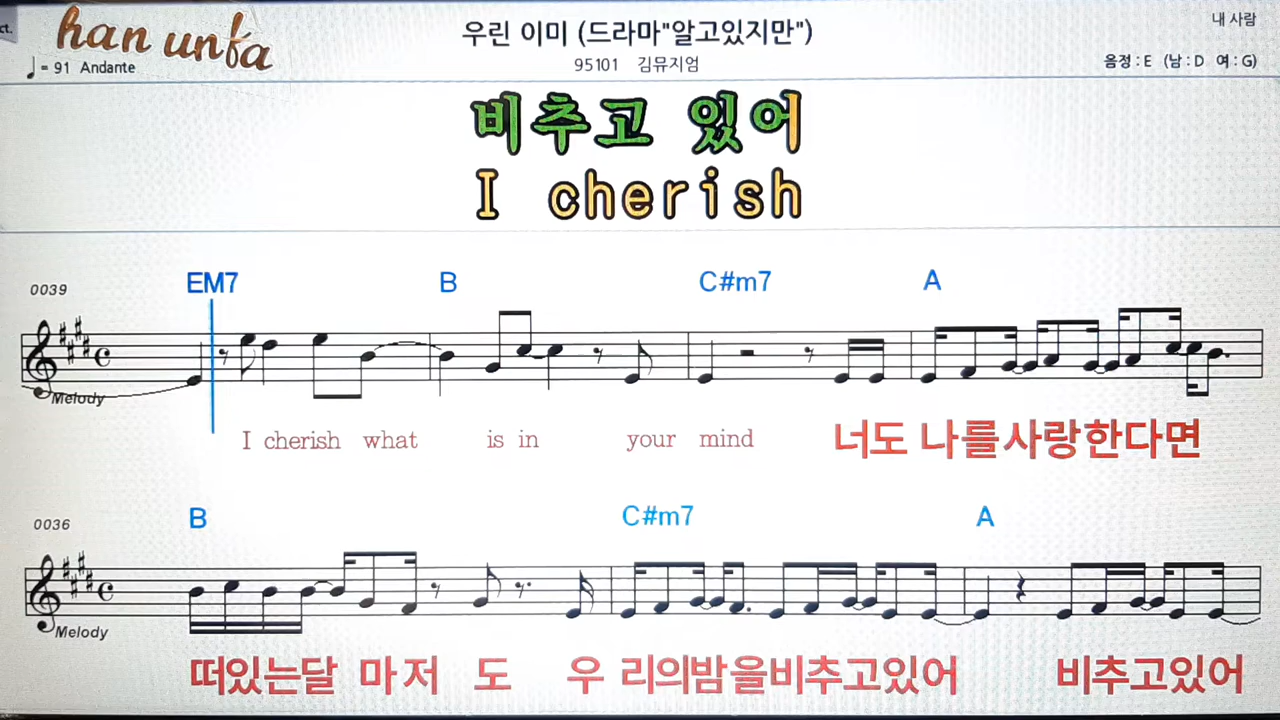 ct.
han unfa
우린 이미 (드라마"알고있지만")
내 사람
♩= 91 Andante
95101 김뮤지엄
음정 : E (남 : D 여 : G)
비추고 있어
I cherish
0039
EM7 B C#m7 A
Melody
I cherish what is in your mind 너도 나를사랑한다면
0036
B C#m7 A
Melody
떠있는달 마저 도 우 리의밤을비추고있어 비추고있어